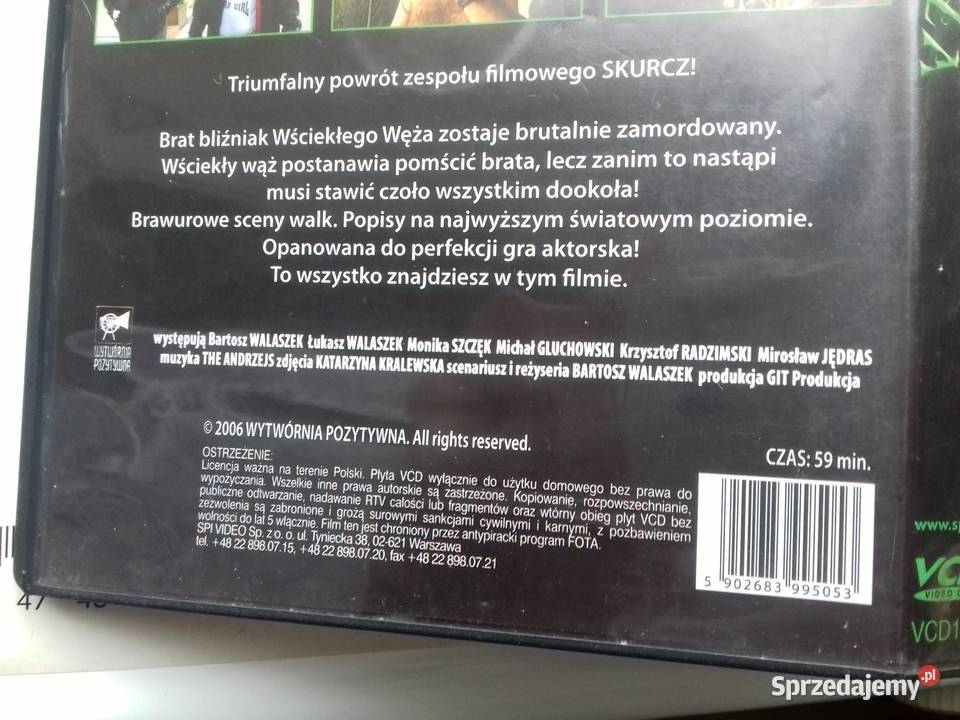 D GIRL
Triumfalny powrót zespołu filmowego SKURCZ!
Brat bliźniak Wściekłego Węża zostaje brutalnie zamordowany.
Wściekły wąż postanawia pomścić brata, lecz zanim to nastąpi
musi stawić czoło wszystkim dookoła!
Brawurowe sceny walk. Popisy na najwyższym światowym poziomie.
Opanowana do perfekcji gra aktorska!
To wszystko znajdziesz w tym filmie.
WYTWÓRNIA
POZYTYWNA
występują Bartosz WALASZEK Łukasz WALASZEK Monika SZCZĘK Michał GLUCHOWSKI Krzysztof RADZIMSKI Mirosław JĘDRAS
muzyka THE ANDRZEJS zdjęcia KATARZYNA KRALEWSKA scenariusz i reżyseria BARTOSZ WALASZEK produkcja GIT Produkcja
© 2006 WYTWÓRNIA POZYTYWNA. All rights reserved.
CZAS: 59 min.
OSTRZEŻENIE:
Licencja ważna na terenie Polski. Płyta VCD wyłącznie do użytku domowego bez prawa do
wypożyczania. Wszelkie inne prawa autorskie są zastrzeżone. Kopiowanie, rozpowszechnianie,
publiczne odtwarzanie, nadawanie RTV całości lub fragmentów oraz wtórny obieg płyt VCD bez
zezwolenia są zabronione i grożą surowymi sankcjami cywilnymi i karnymi, z pozbawieniem
wolności do lat 5 włącznie. Film ten jest chroniony przez antypiracki program FOTA.
SPI VIDEO Sp. z o. o. ul. Tyniecka 38, 02-621 Warszawa
tel. +48 22 898.07.15, +48 22 898.07.20, fax +48 22 898.07.21
5 902683 995053
www.sp
VCD
VIDEO C
VCD1
47
Sprzedajemy.pl